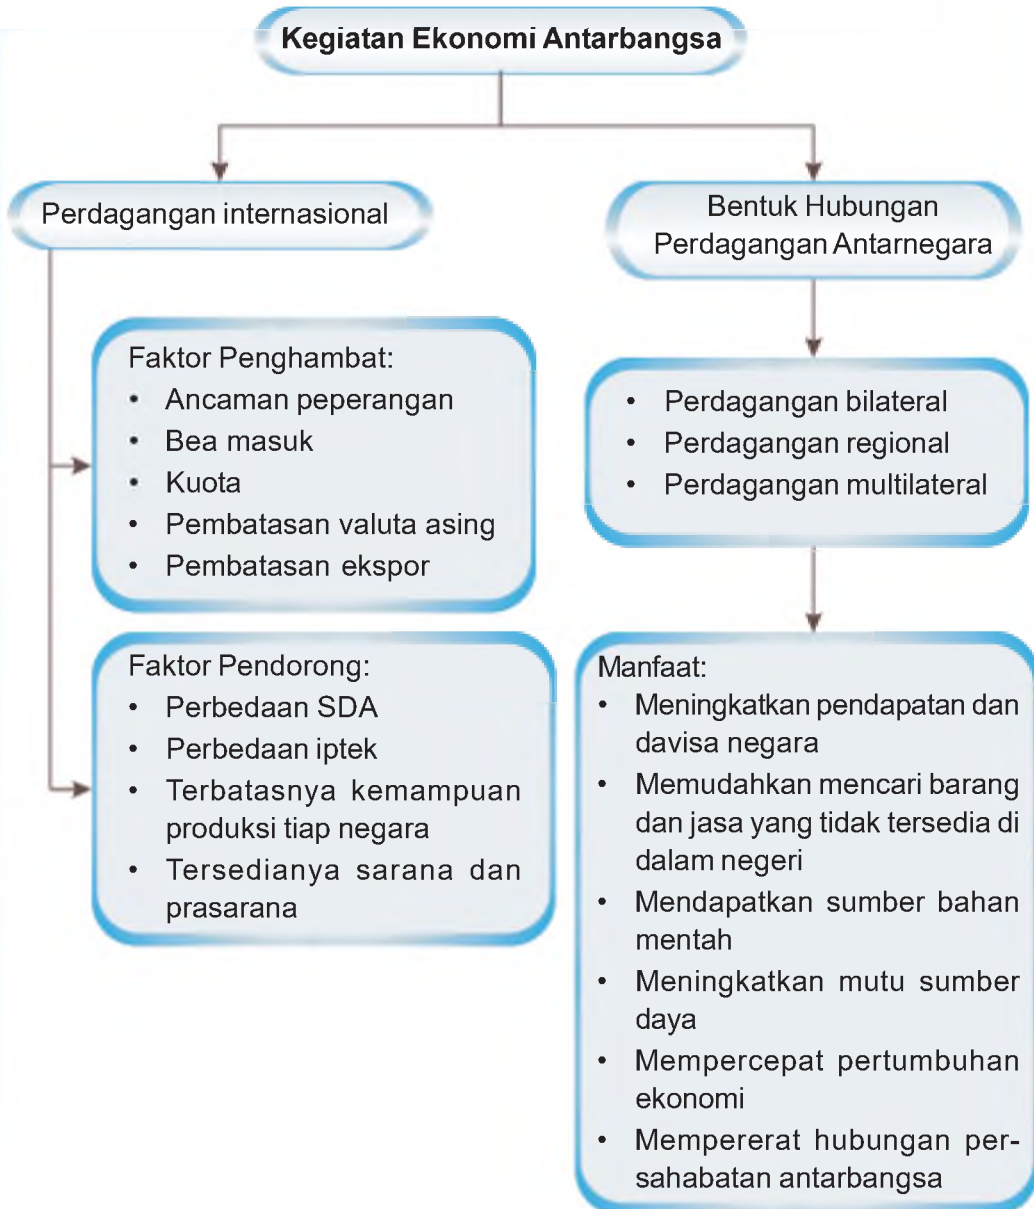 Kegiatan Ekonomi Antarbangsa
Perdagangan internasional
Faktor Penghambat:
• Ancaman peperangan
• Bea masuk
• Kuota
• Pembatasan valuta asing
• Pembatasan ekspor
Faktor Pendorong:
• Perbedaan SDA
• Perbedaan iptek
• Terbatasnya kemampuan
produksi tiap negara
• Tersedianya sarana dan
prasarana
Bentuk Hubungan
Perdagangan Antarnegara
• Perdagangan bilateral
• Perdagangan regional
• Perdagangan multilateral
Manfaat:
• Meningkatkan pendapatan dan
davisa negara
• Memudahkan mencari barang
dan jasa yang tidak tersedia di
dalam negeri
• Mendapatkan sumber bahan
mentah
• Meningkatkan mutu sumber
daya
• Mempercepat pertumbuhan
ekonomi
• Mempererat hubungan per-
sahabatan antarbangsa